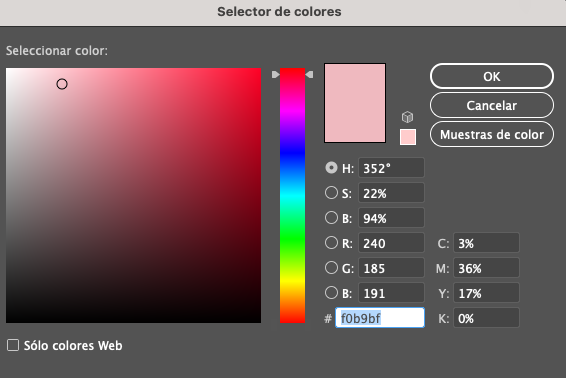 Selector de colores
Seleccionar color:
OK
Cancelar
Muestras de color
H: 352°
S: 22%
B: 94%
R: 240 C: 3%
G: 185 M: 36%
B: 191 Y: 17%
# f0b9bf K: 0%
Sólo colores Web